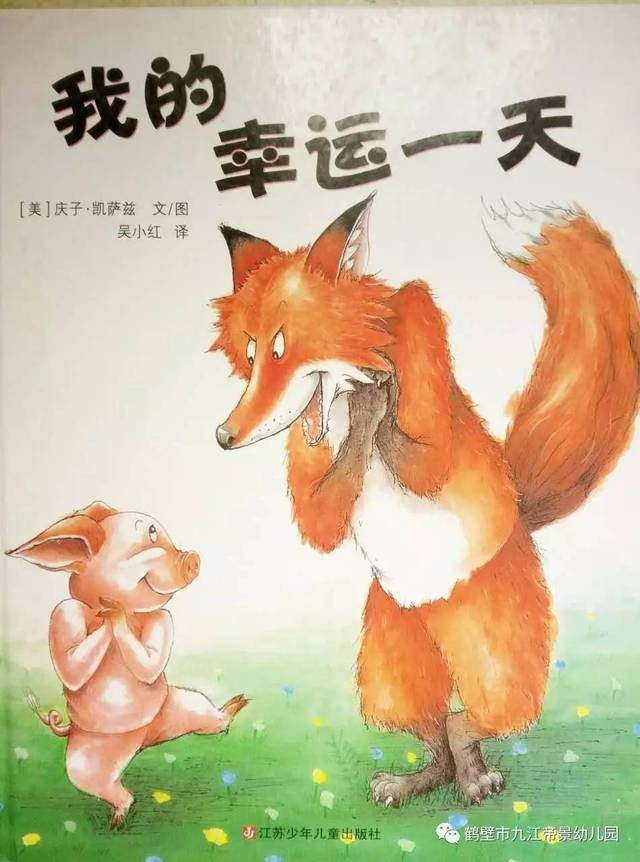 我的
幸运一天
[美]庆子·凯萨兹 文/图
吴小红 译
江苏少年儿童出版社
鹤壁市九江帝景幼儿园